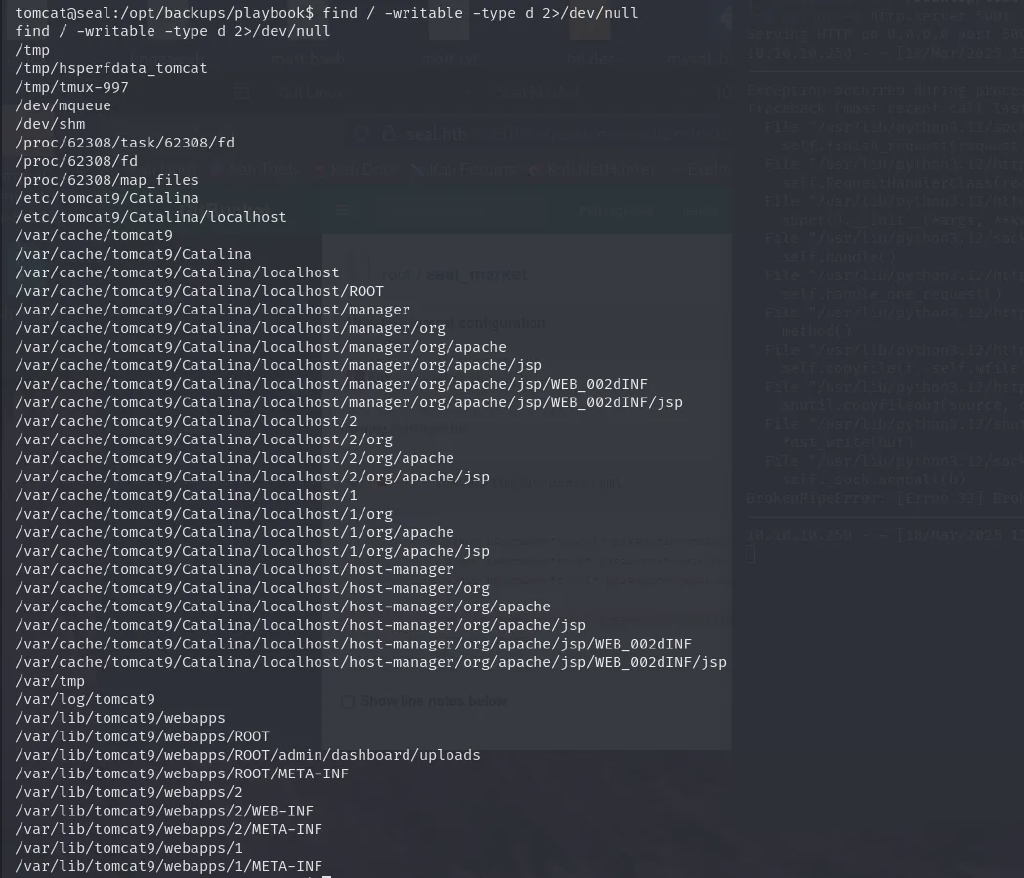 tomcat@seal:/opt/backups/playbook$ find / -writable -type d 2>/dev/null
find / -writable -type d 2>/dev/null
/tmp
/tmp/hsperfdata_tomcat
/tmp/tmux-997
/dev/mqueue
/dev/shm
/proc/62308/task/62308/fd
/proc/62308/fd
/proc/62308/map_files
/etc/tomcat9/Catalina
/etc/tomcat9/Catalina/localhost
/var/cache/tomcat9
/var/cache/tomcat9/Catalina
/var/cache/tomcat9/Catalina/localhost
/var/cache/tomcat9/Catalina/localhost/ROOT
/var/cache/tomcat9/Catalina/localhost/manager
/var/cache/tomcat9/Catalina/localhost/manager/org
/var/cache/tomcat9/Catalina/localhost/manager/org/apache
/var/cache/tomcat9/Catalina/localhost/manager/org/apache/jsp
/var/cache/tomcat9/Catalina/localhost/manager/org/apache/jsp/WEB_002dINF
/var/cache/tomcat9/Catalina/localhost/manager/org/apache/jsp/WEB_002dINF/jsp
/var/cache/tomcat9/Catalina/localhost/2
/var/cache/tomcat9/Catalina/localhost/2/org
/var/cache/tomcat9/Catalina/localhost/2/org/apache
/var/cache/tomcat9/Catalina/localhost/2/org/apache/jsp
/var/cache/tomcat9/Catalina/localhost/1
/var/cache/tomcat9/Catalina/localhost/1/org
/var/cache/tomcat9/Catalina/localhost/1/org/apache
/var/cache/tomcat9/Catalina/localhost/1/org/apache/jsp
/var/cache/tomcat9/Catalina/localhost/host-manager
/var/cache/tomcat9/Catalina/localhost/host-manager/org
/var/cache/tomcat9/Catalina/localhost/host-manager/org/apache
/var/cache/tomcat9/Catalina/localhost/host-manager/org/apache/jsp
/var/cache/tomcat9/Catalina/localhost/host-manager/org/apache/jsp/WEB_002dINF
/var/cache/tomcat9/Catalina/localhost/host-manager/org/apache/jsp/WEB_002dINF/jsp
/var/tmp
/var/log/tomcat9
/var/lib/tomcat9/webapps
/var/lib/tomcat9/webapps/ROOT
/var/lib/tomcat9/webapps/ROOT/admin/dashboard/uploads
/var/lib/tomcat9/webapps/ROOT/META-INF
/var/lib/tomcat9/webapps/2
/var/lib/tomcat9/webapps/2/WEB-INF
/var/lib/tomcat9/webapps/2/META-INF
/var/lib/tomcat9/webapps/1
/var/lib/tomcat9/webapps/1/META-INF
root / seal_market
Show line notes below